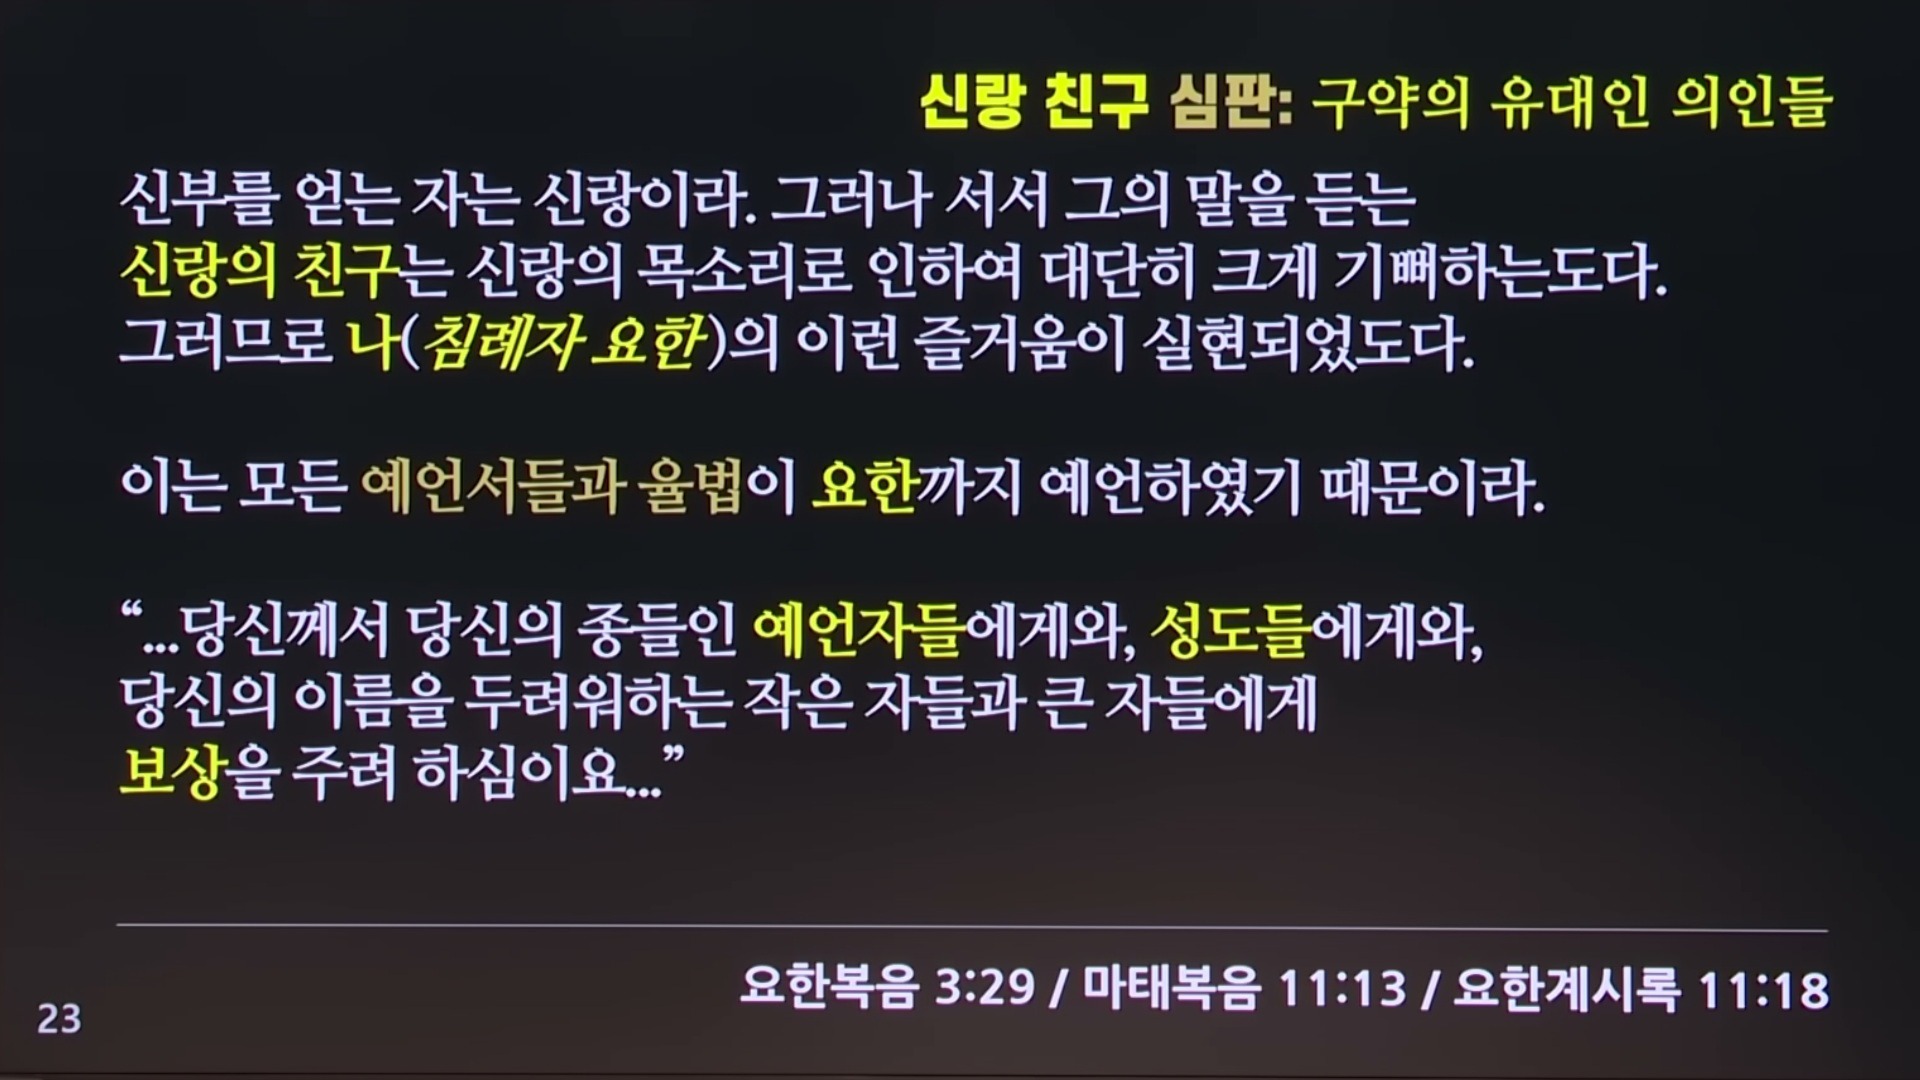 신랑 친구 심판: 구약의 유대인 의인들
신부를 얻는 자는 신랑이라. 그러나 서서 그의 말을 듣는
신랑의 친구는 신랑의 목소리로 인하여 대단히 크게 기뻐하는도다.
그러므로 나(침례자 요한)의 이런 즐거움이 실현되었도다.
이는 모든 예언서들과 율법이 요한까지 예언하였기 때문이라.
“...당신께서 당신의 종들인 예언자들에게와, 성도들에게와,
당신의 이름을 두려워하는 작은 자들과 큰 자들에게
보상을 주려 하심이요...”
요한복음 3:29 / 마태복음 11:13 / 요한계시록 11:18
23